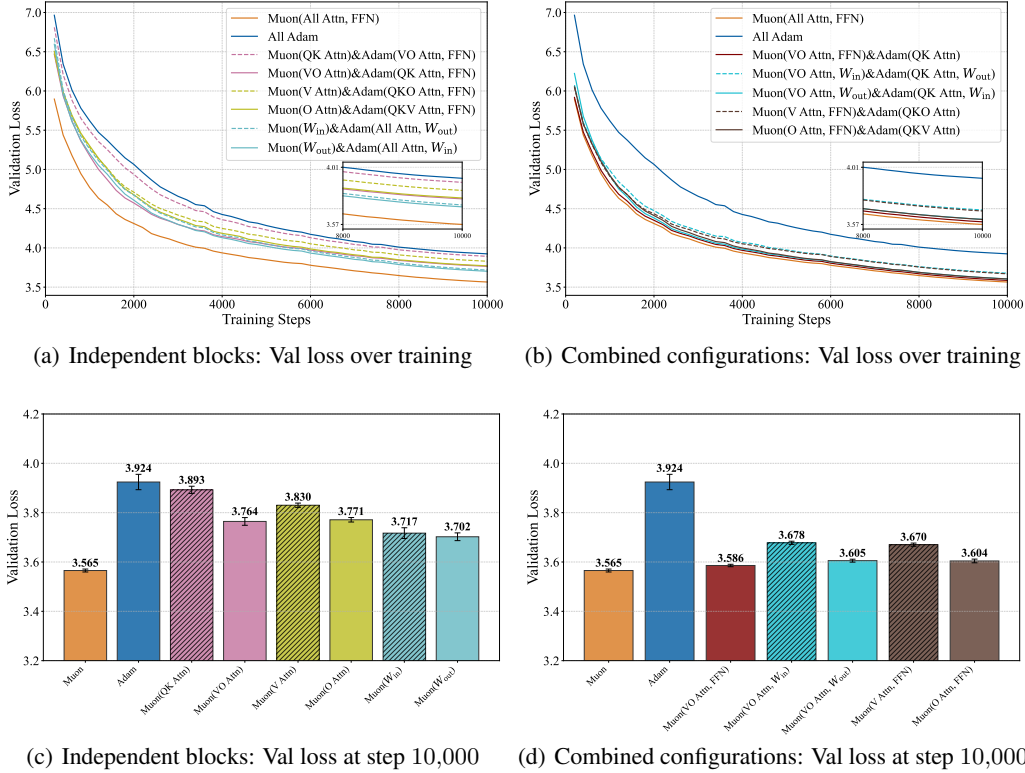 7.0
6.5
6.0
5.5
5.0
4.5
4.0
3.5
Validation Loss
0
2000
4000
6000
8000
10000
Training Steps
Muon(All Attn, FFN)
All Adam
Muon(QK Attn)&Adam(VO Attn, FFN)
Muon(VO Attn)&Adam(QK Attn, FFN)
Muon(V Attn)&Adam(QKO Attn, FFN)
Muon(O Attn)&Adam(QKV Attn, FFN)
Muon(W_in)&Adam(All Attn, W_out)
Muon(W_out)&Adam(All Attn, W_in)
4.01
3.57
8000
10000
(a) Independent blocks: Val loss over training
7.0
6.5
6.0
5.5
5.0
4.5
4.0
3.5
Validation Loss
0
2000
4000
6000
8000
10000
Training Steps
Muon(All Attn, FFN)
All Adam
Muon(VO Attn, FFN)&Adam(QK Attn)
Muon(VO Attn, W_in)&Adam(QK Attn, W_out)
Muon(VO Attn, W_out)&Adam(QK Attn, W_in)
Muon(V Attn, FFN)&Adam(QKO Attn)
Muon(O Attn, FFN)&Adam(QKV Attn)
4.01
3.57
8000
10000
(b) Combined configurations: Val loss over training
4.2
4.0
3.8
3.6
3.4
3.2
Validation Loss
3.565
3.924
3.893
3.764
3.830
3.771
3.717
3.702
Muon
Adam
Muon(QK Attn)
Muon(VO Attn)
Muon(V Attn)
Muon(O Attn)
Muon(W_in)
Muon(W_out)
(c) Independent blocks: Val loss at step 10,000
4.2
4.0
3.8
3.6
3.4
3.2
Validation Loss
3.565
3.924
3.586
3.678
3.605
3.670
3.604
Muon
Adam
Muon(VO Attn, FFN)
Muon(VO Attn, W_in)
Muon(VO Attn, W_out)
Muon(V Attn, FFN)
Muon(O Attn, FFN)
(d) Combined configurations: Val loss at step 10,000